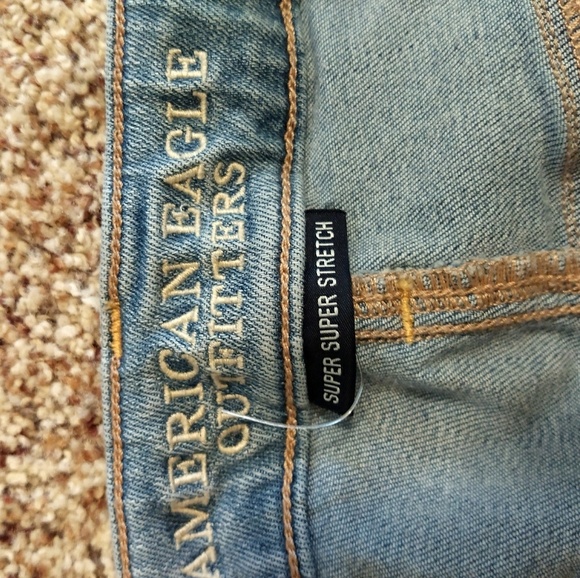 AMERICAN EAGLE
OUTFITTERS
SUPER SUPER STRETCH